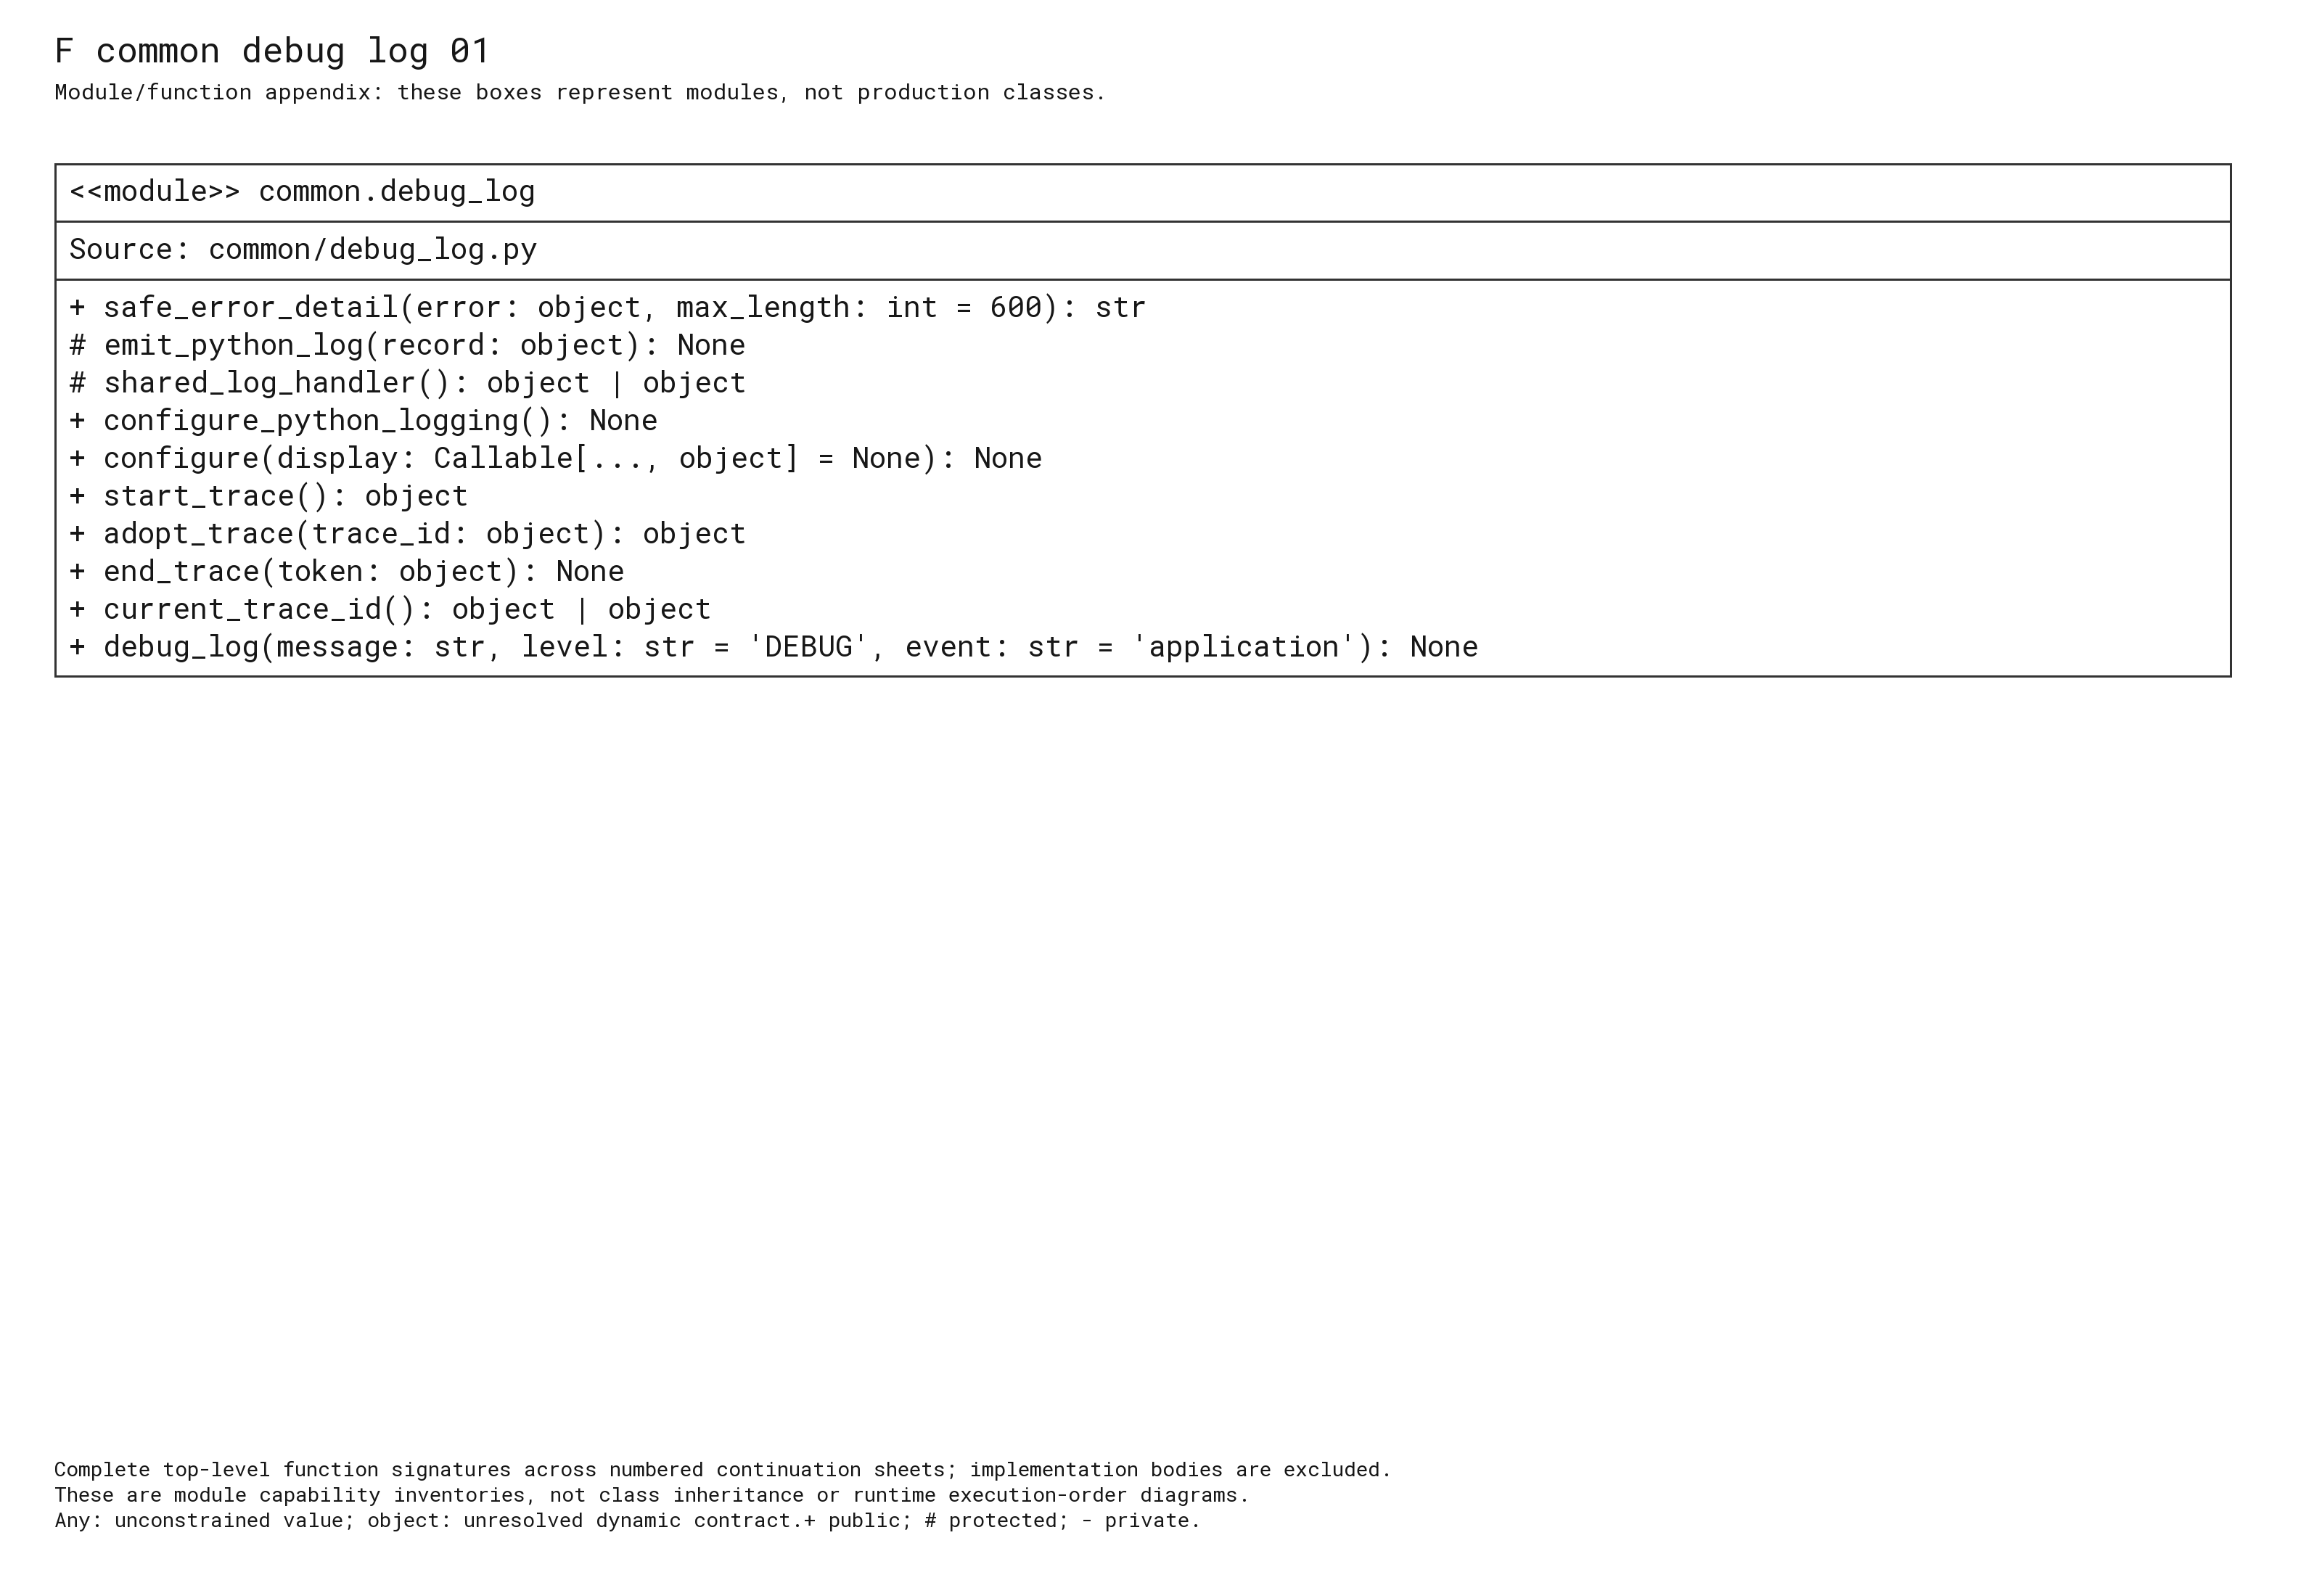 F common debug log 01
Module/function appendix: these boxes represent modules, not production classes.
<<module>> common.debug_log
Source: common/debug_log.py
+ safe_error_detail(error: object, max_length: int = 600): str
# emit_python_log(record: object): None
# shared_log_handler(): object | object
+ configure_python_logging(): None
+ configure(display: Callable[..., object] = None): None
+ start_trace(): object
+ adopt_trace(trace_id: object): object
+ end_trace(token: object): None
+ current_trace_id(): object | object
+ debug_log(message: str, level: str = 'DEBUG', event: str = 'application'): None
Complete top-level function signatures across numbered continuation sheets; implementation bodies are excluded.
These are module capability inventories, not class inheritance or runtime execution-order diagrams.
Any: unconstrained value; object: unresolved dynamic contract.+ public; # protected; - private.